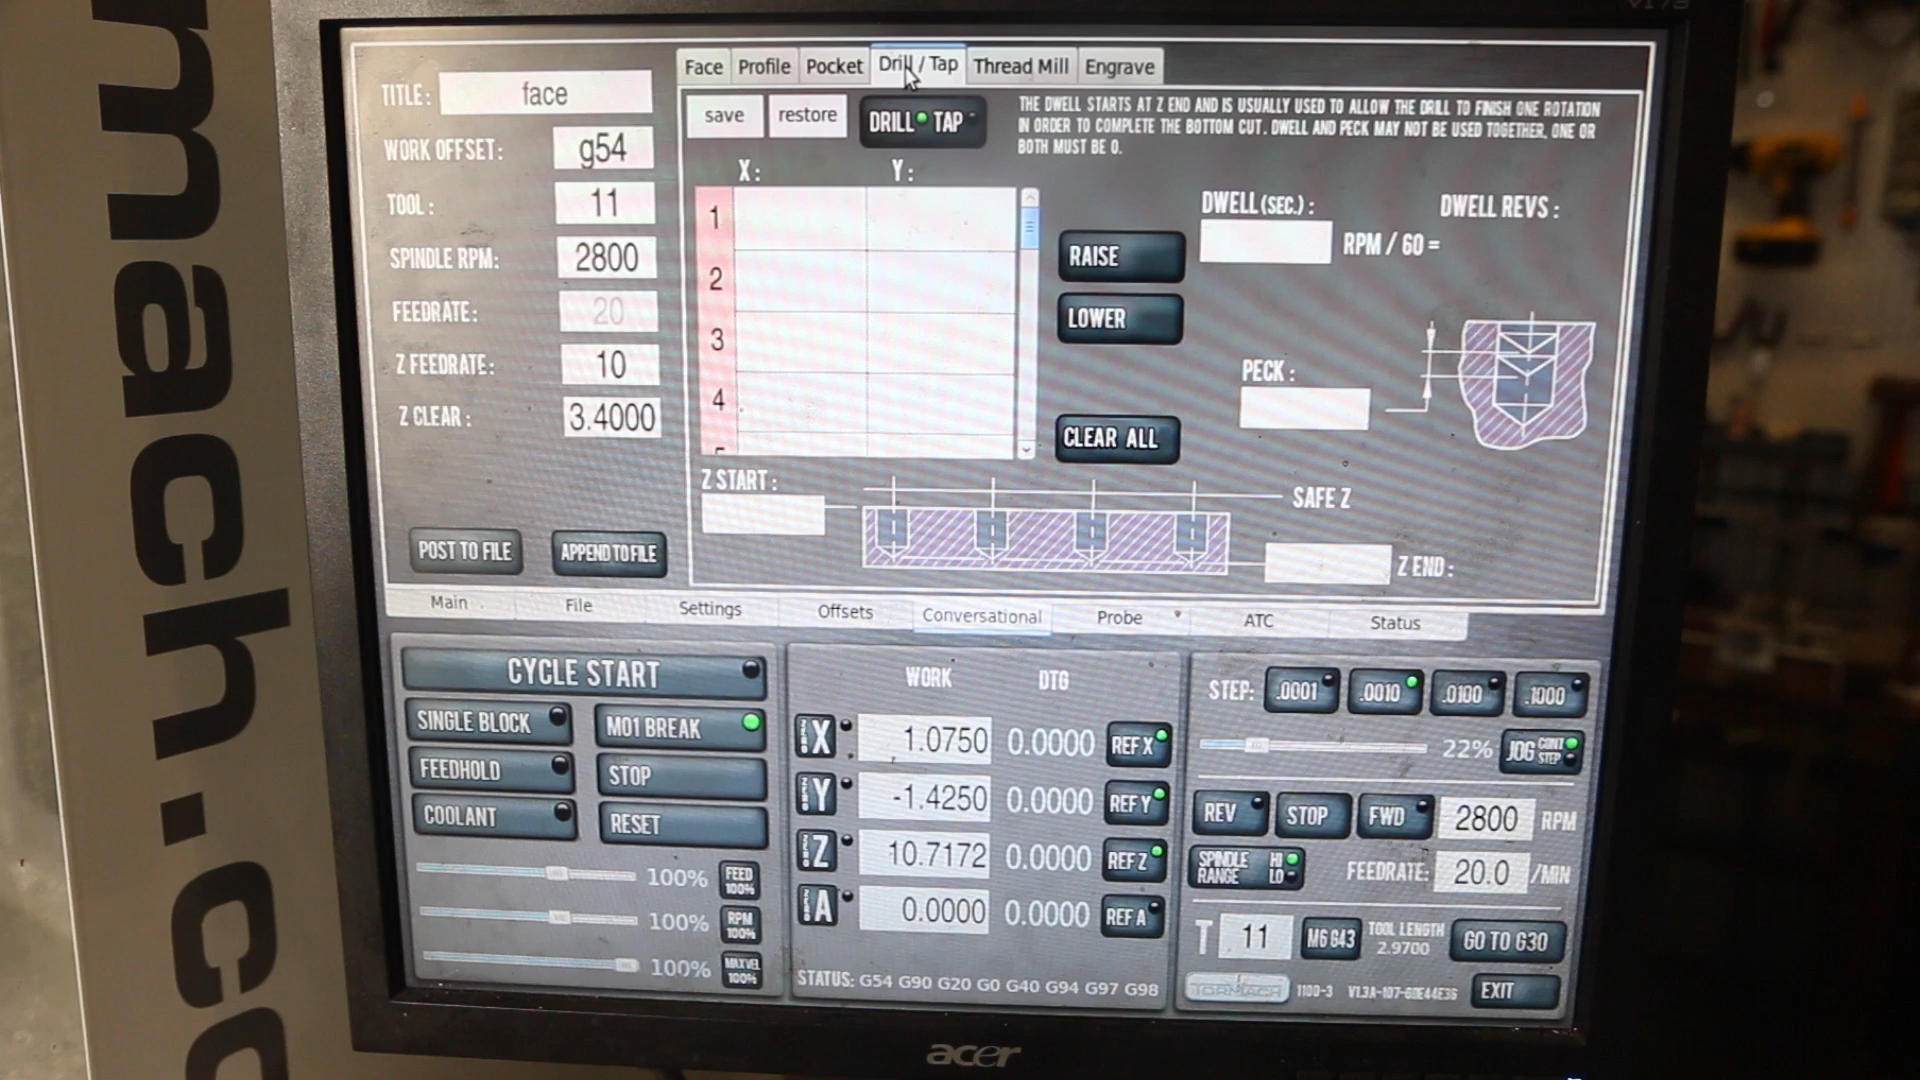 mach.co
TITLE: face
WORK OFFSET: g54
TOOL: 11
SPINDLE RPM: 2800
FEEDRATE: 20
Z FEEDRATE: 10
Z CLEAR: 3.4000
POST TO FILE
APPEND TO FILE
Face Profile Pocket Drill / Tap Thread Mill Engrave
save restore DRILL TAP
THE DWELL STARTS AT Z END AND IS USUALLY USED TO ALLOW THE DRILL TO FINISH ONE ROTATION
IN ORDER TO COMPLETE THE BOTTOM CUT. DWELL AND PECK MAY NOT BE USED TOGETHER, ONE OR
BOTH MUST BE 0.
X: Y:
1
2
3
4
RAISE
LOWER
CLEAR ALL
DWELL (SEC.): DWELL REVS:
RPM / 60 =
PECK:
Z START:
SAFE Z
Z END:
Main File Settings Offsets Conversational Probe ATC Status
CYCLE START
SINGLE BLOCK M01 BREAK
FEEDHOLD STOP
COOLANT RESET
100% FEED 100%
100% RPM 100%
100% MAXVEL 100%
WORK DTG
ZERO X 1.0750 0.0000 REF X
ZERO Y -1.4250 0.0000 REF Y
ZERO Z 10.7172 0.0000 REF Z
ZERO A 0.0000 0.0000 REF A
STATUS: G54 G90 G20 G0 G40 G94 G97 G98
STEP: .0001 .0010 .0100 .1000
22% JOG CONT STEP
REV STOP FWD 2800 RPM
SPINDLE RANGE HI LO FEEDRATE: 20.0 /MIN
T 11 M6 G43 TOOL LENGTH 2.9700 GO TO G30
TORMACH 1100-3 EXIT
acer